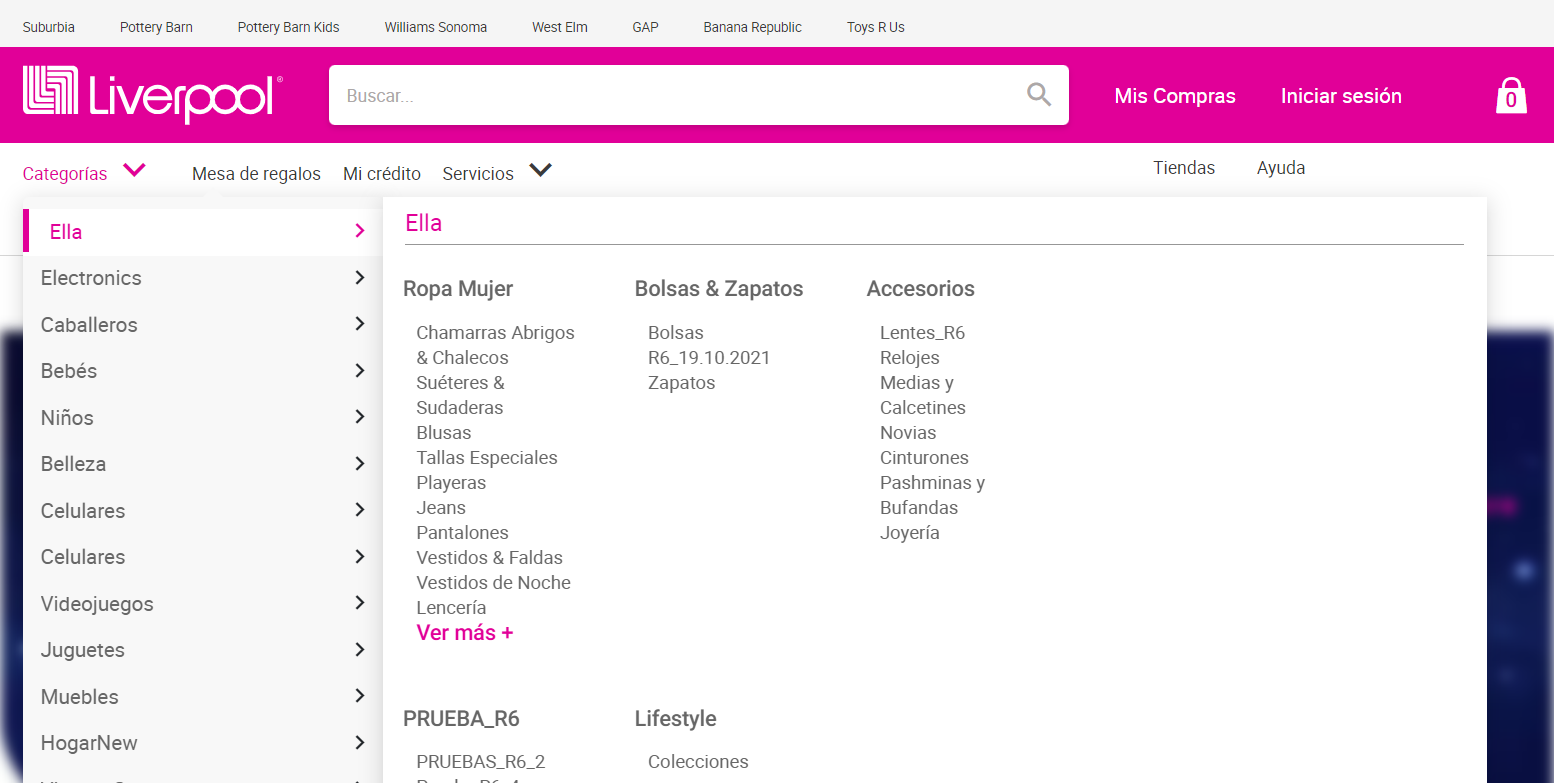 Suburbia Pottery Barn Pottery Barn Kids Williams Sonoma West Elm GAP Banana Republic Toys R Us
Liverpool® Buscar... Mis Compras Iniciar sesión 0
Categorías Mesa de regalos Mi crédito Servicios Tiendas Ayuda
Ella
Electronics
Caballeros
Bebés
Niños
Belleza
Celulares
Celulares
Videojuegos
Juguetes
Muebles
HogarNew
Ella
Ropa Mujer
Chamarras Abrigos
& Chalecos
Suéteres &
Sudaderas
Blusas
Tallas Especiales
Playeras
Jeans
Pantalones
Vestidos & Faldas
Vestidos de Noche
Lencería
Ver más +
Bolsas & Zapatos
Bolsas
R6_19.10.2021
Zapatos
Accesorios
Lentes_R6
Relojes
Medias y
Calcetines
Novias
Cinturones
Pashminas y
Bufandas
Joyería
PRUEBA_R6
PRUEBAS_R6_2
Lifestyle
Colecciones